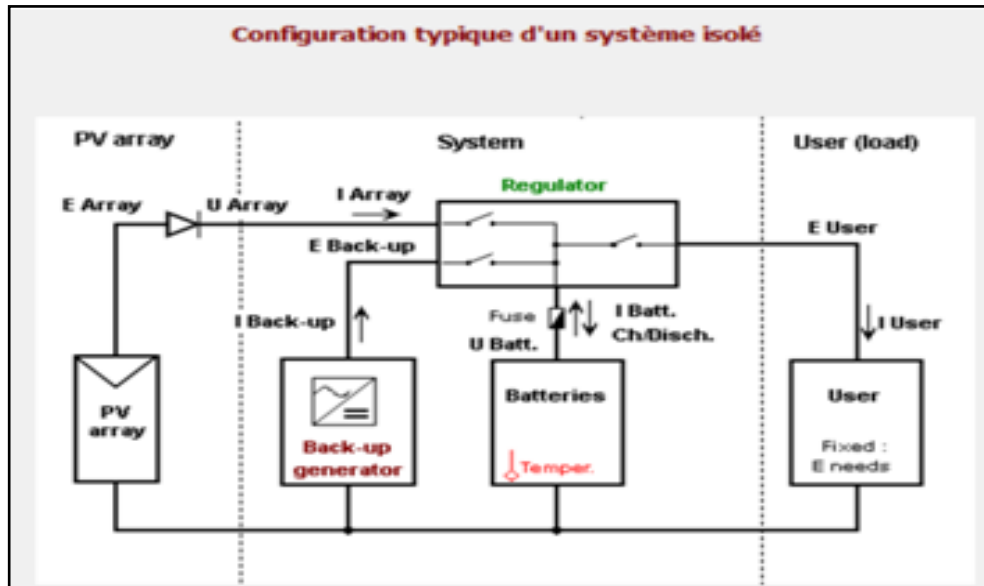 Configuration typique d'un système isolé
PV array
System
User (load)
Regulator
E Array
U Array
I Array
E Back-up
E User
I Back-up
Fuse
U Batt.
I Batt.
Ch/Disch.
I User
PV
array
Back-up
generator
Batteries
Temper.
User
Fixed :
E needs